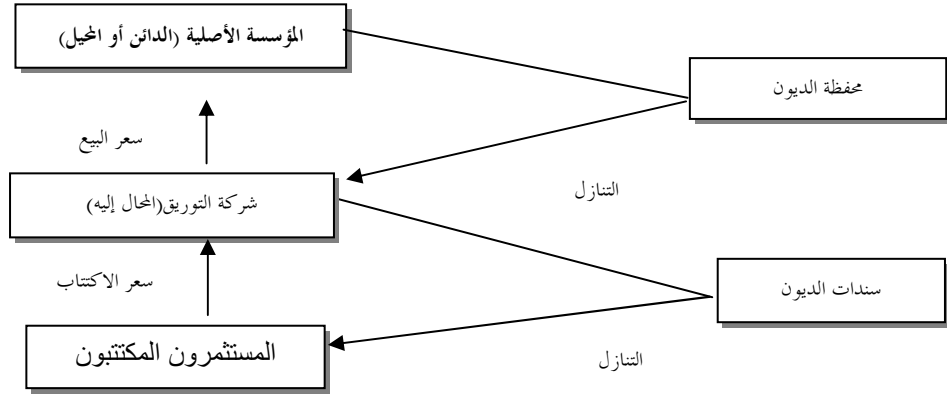 المؤسسة الأصلية (الدائن أو المحيل)
محفظة الديون
سعر البيع
التنازل
شركة التوريق(المحال إليه)
سعر الاكتتاب
سندات الديون
المستثمرون المكتتبون
التنازل